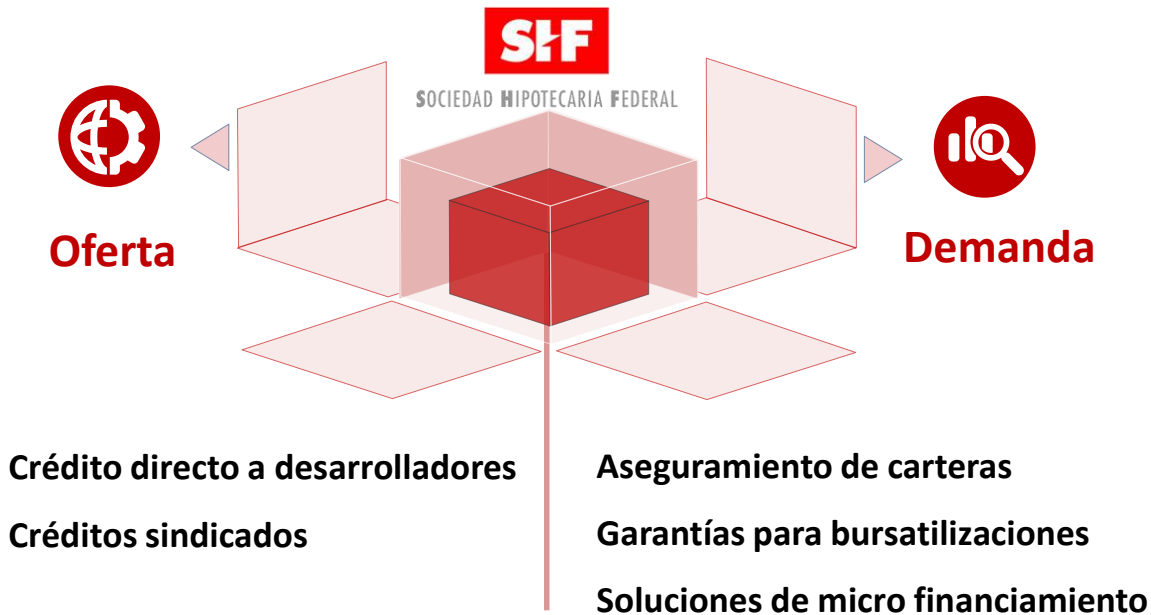 SHF
SOCIEDAD HIPOTECARIA FEDERAL
Oferta
Demanda
Crédito directo a desarrolladores
Créditos sindicados
Aseguramiento de carteras
Garantías para bursatilizaciones
Soluciones de micro financiamiento